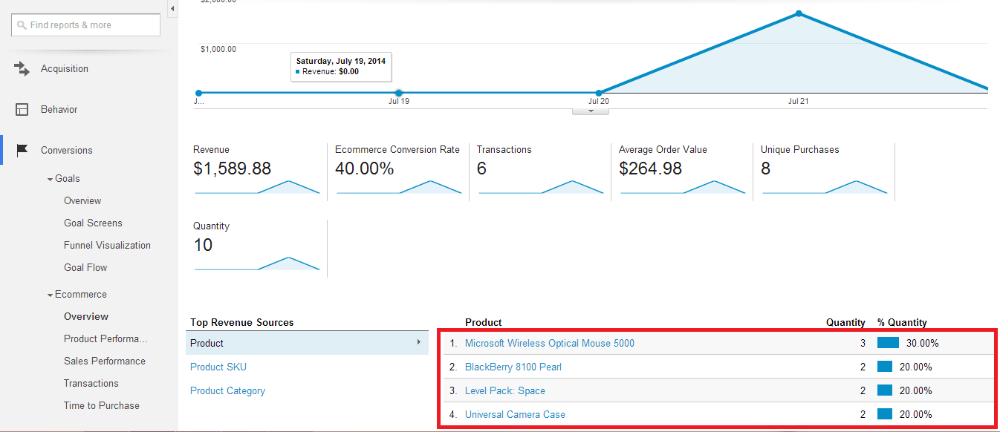 $2,000.00
Find reports & more
$1,000.00
Saturday, July 19, 2014
Revenue: $0.00
J...
Jul 19
Jul 20
Jul 21
Acquisition
Behavior
Conversions
Goals
Overview
Goal Screens
Funnel Visualization
Goal Flow
Ecommerce
Overview
Product Performa...
Sales Performance
Transactions
Time to Purchase
Revenue
$1,589.88
Ecommerce Conversion Rate
40.00%
Transactions
6
Average Order Value
$264.98
Unique Purchases
8
Quantity
10
Top Revenue Sources
Product
Product SKU
Product Category
Product Quantity % Quantity
1. Microsoft Wireless Optical Mouse 5000 3 30.00%
2. BlackBerry 8100 Pearl 2 20.00%
3. Level Pack: Space 2 20.00%
4. Universal Camera Case 2 20.00%